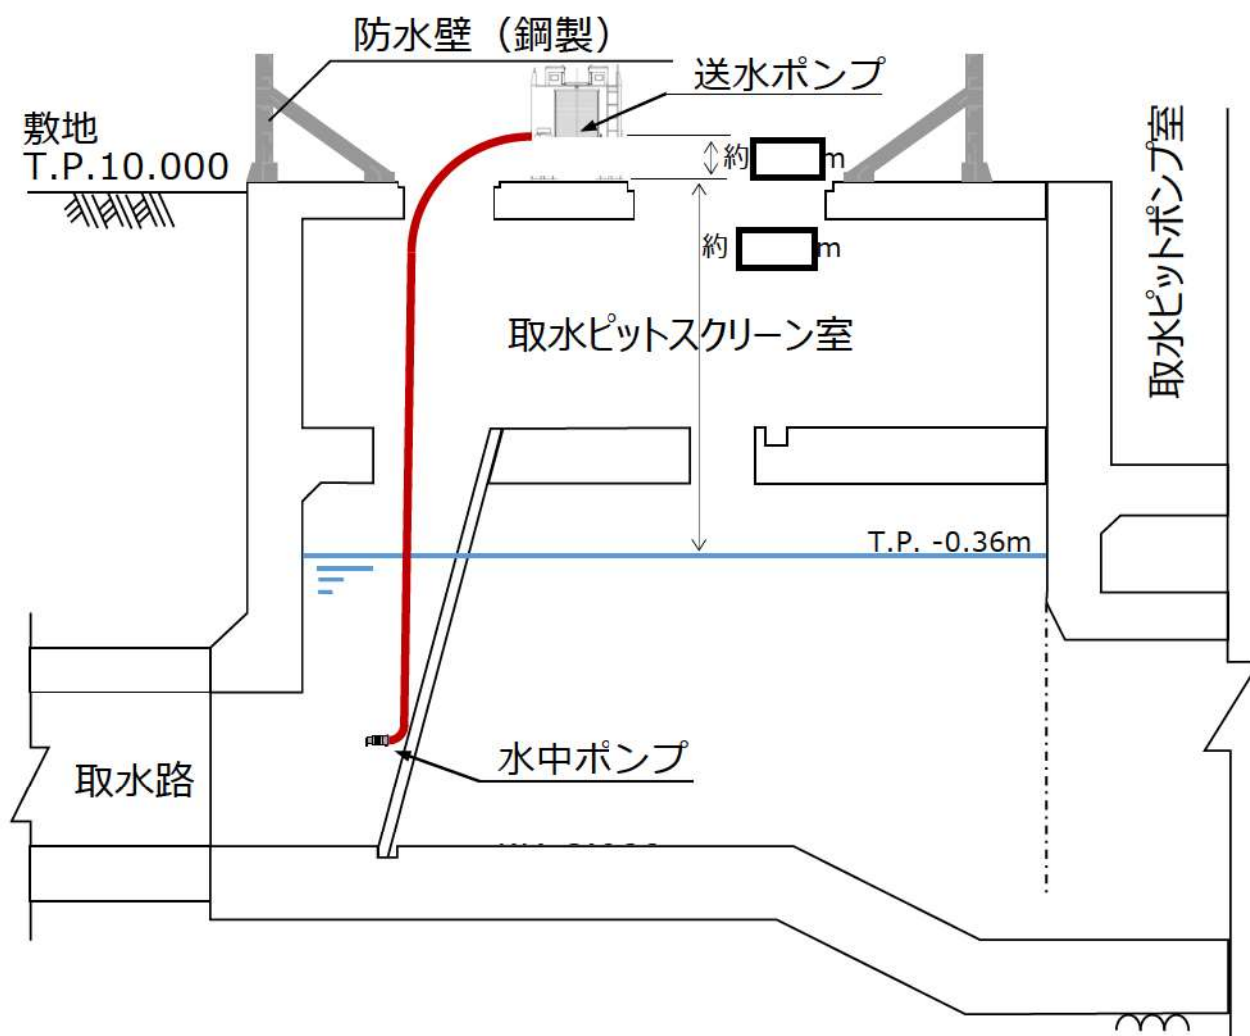 防水壁（鋼製）
送水ポンプ
敷地
T.P.10.000
約 m
約 m
取水ピットポンプ室
取水ピットスクリーン室
T.P. -0.36m
水中ポンプ
取水路